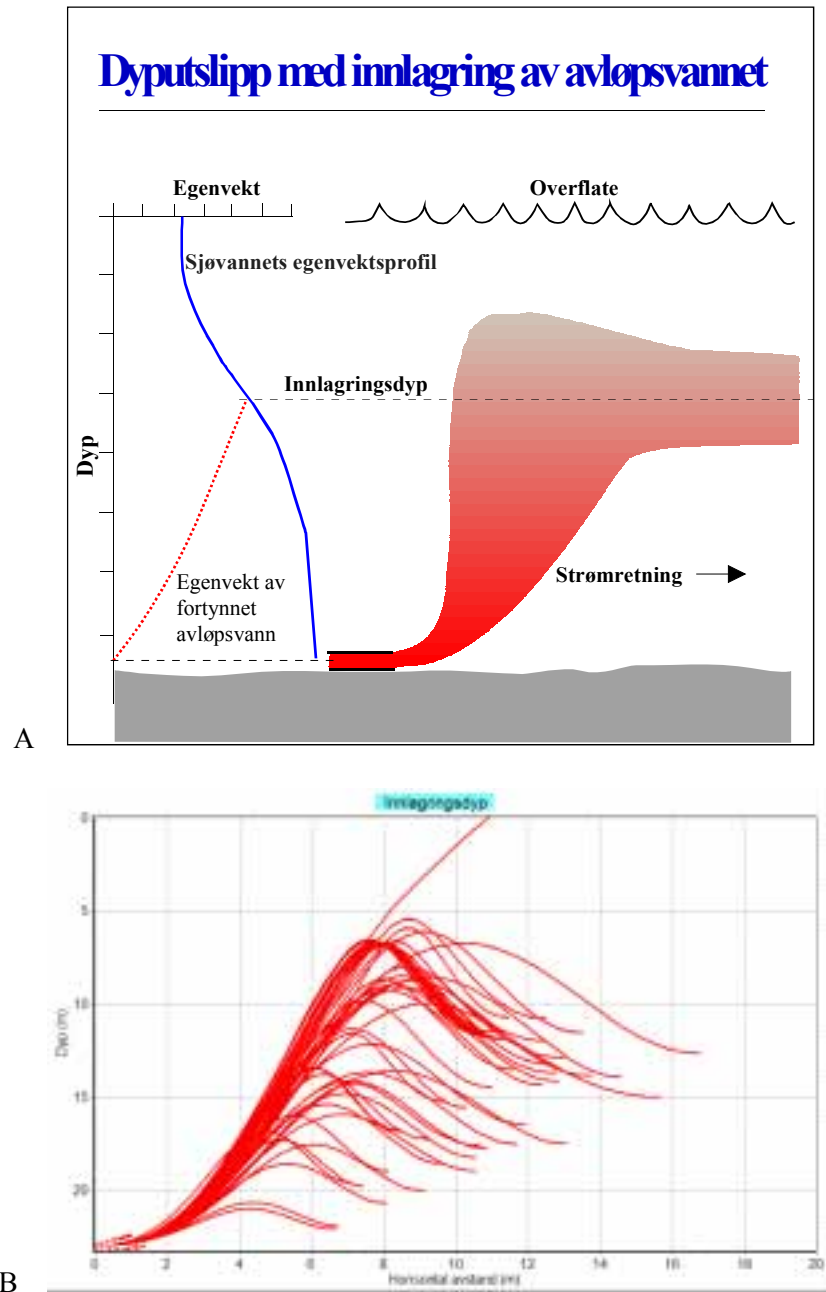 Dyputslipp med innlagring av avløpsvannet
Egenvekt
Overflate
Sjøvannets egenvektsprofil
Innlagringsdyp
Dyp
Egenvekt av
fortynnet
avløpsvann
Strømretning
A
Innlagringsdyp
0
5
10
15
20
Dyp (m)
0 2 4 6 8 10 12 14 16 18 20
Horisontal avstand (m)
B